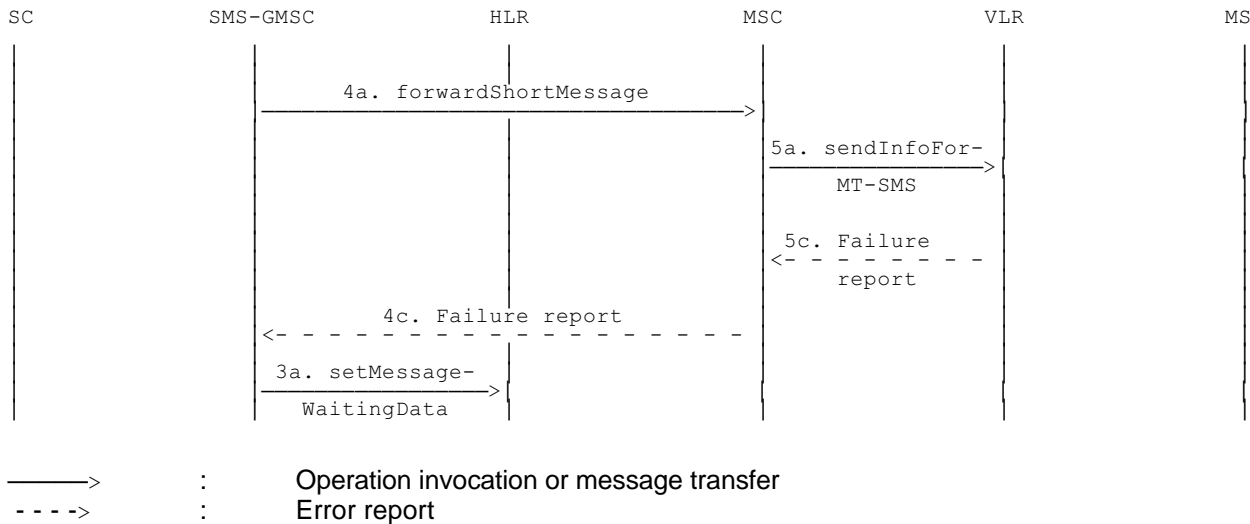 SC SMS-GMSC HLR MSC VLR MS
4a. forwardShortMessage
5a. sendInfoFor-
MT-SMS
5c. Failure
report
4c. Failure report
3a. setMessage-
WaitingData
: Operation invocation or message transfer
: Error report